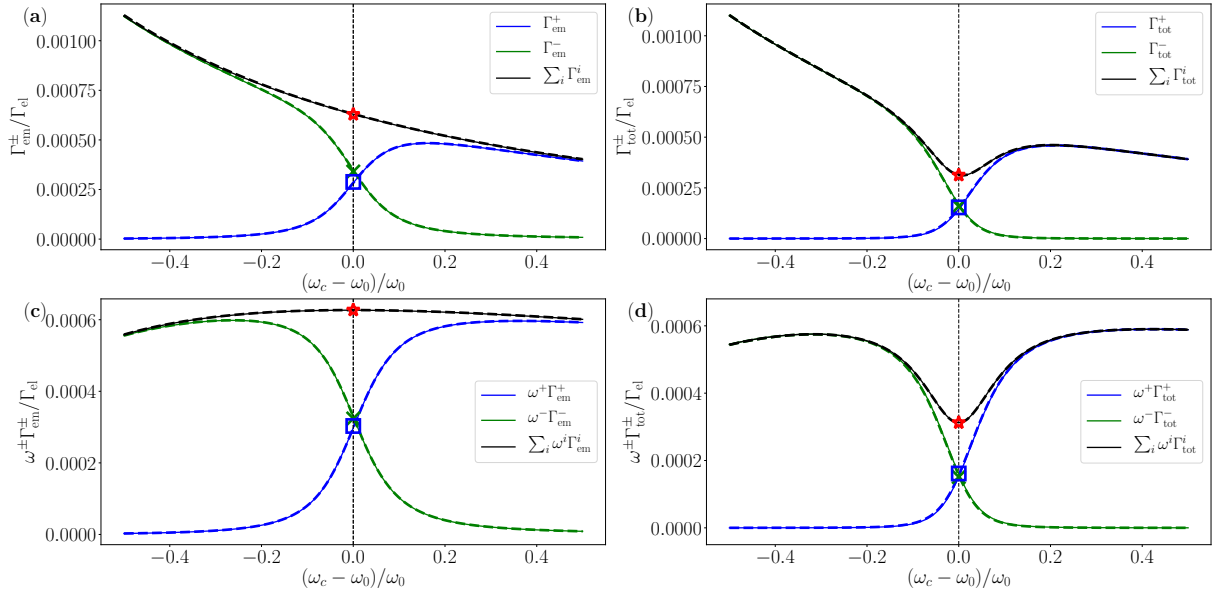 (a)
Γ⁺em
Γ⁻em
∑i Γⁱem
Γ±em/Γel
0.00100
0.00075
0.00050
0.00025
0.00000
−0.4 −0.2 0.0 0.2 0.4
(ωc − ω0)/ω0
(b)
Γ⁺tot
Γ⁻tot
∑i Γⁱtot
Γ±tot/Γel
0.00100
0.00075
0.00050
0.00025
0.00000
−0.4 −0.2 0.0 0.2 0.4
(ωc − ω0)/ω0
(c)
ω⁺Γ⁺em
ω⁻Γ⁻em
∑i ωⁱΓⁱem
ω±Γ±em/Γel
0.0006
0.0004
0.0002
0.0000
−0.4 −0.2 0.0 0.2 0.4
(ωc − ω0)/ω0
(d)
ω⁺Γ⁺tot
ω⁻Γ⁻tot
∑i ωⁱΓⁱtot
ω±Γ±tot/Γel
0.0006
0.0004
0.0002
0.0000
−0.4 −0.2 0.0 0.2 0.4
(ωc − ω0)/ω0